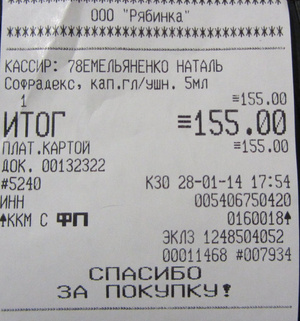 ООО "Рябинка"
КАССИР: 78ЕМЕЛЬЯНЕНКО НАТАЛЬ
Софрадекс, кап.гл/ушн. 5мл
1 ≡155.00
ИТОГ ≡155.00
ПЛАТ.КАРТОЙ ≡155.00
ДОК. 00132322
#5240 К30 28-01-14 17:54
ИНН 005406750420
▲ККМ С ФП 0160018▲
ЭКЛЗ 1248504052
00011468 #007934
СПАСИБО
ЗА ПОКУПКУ!